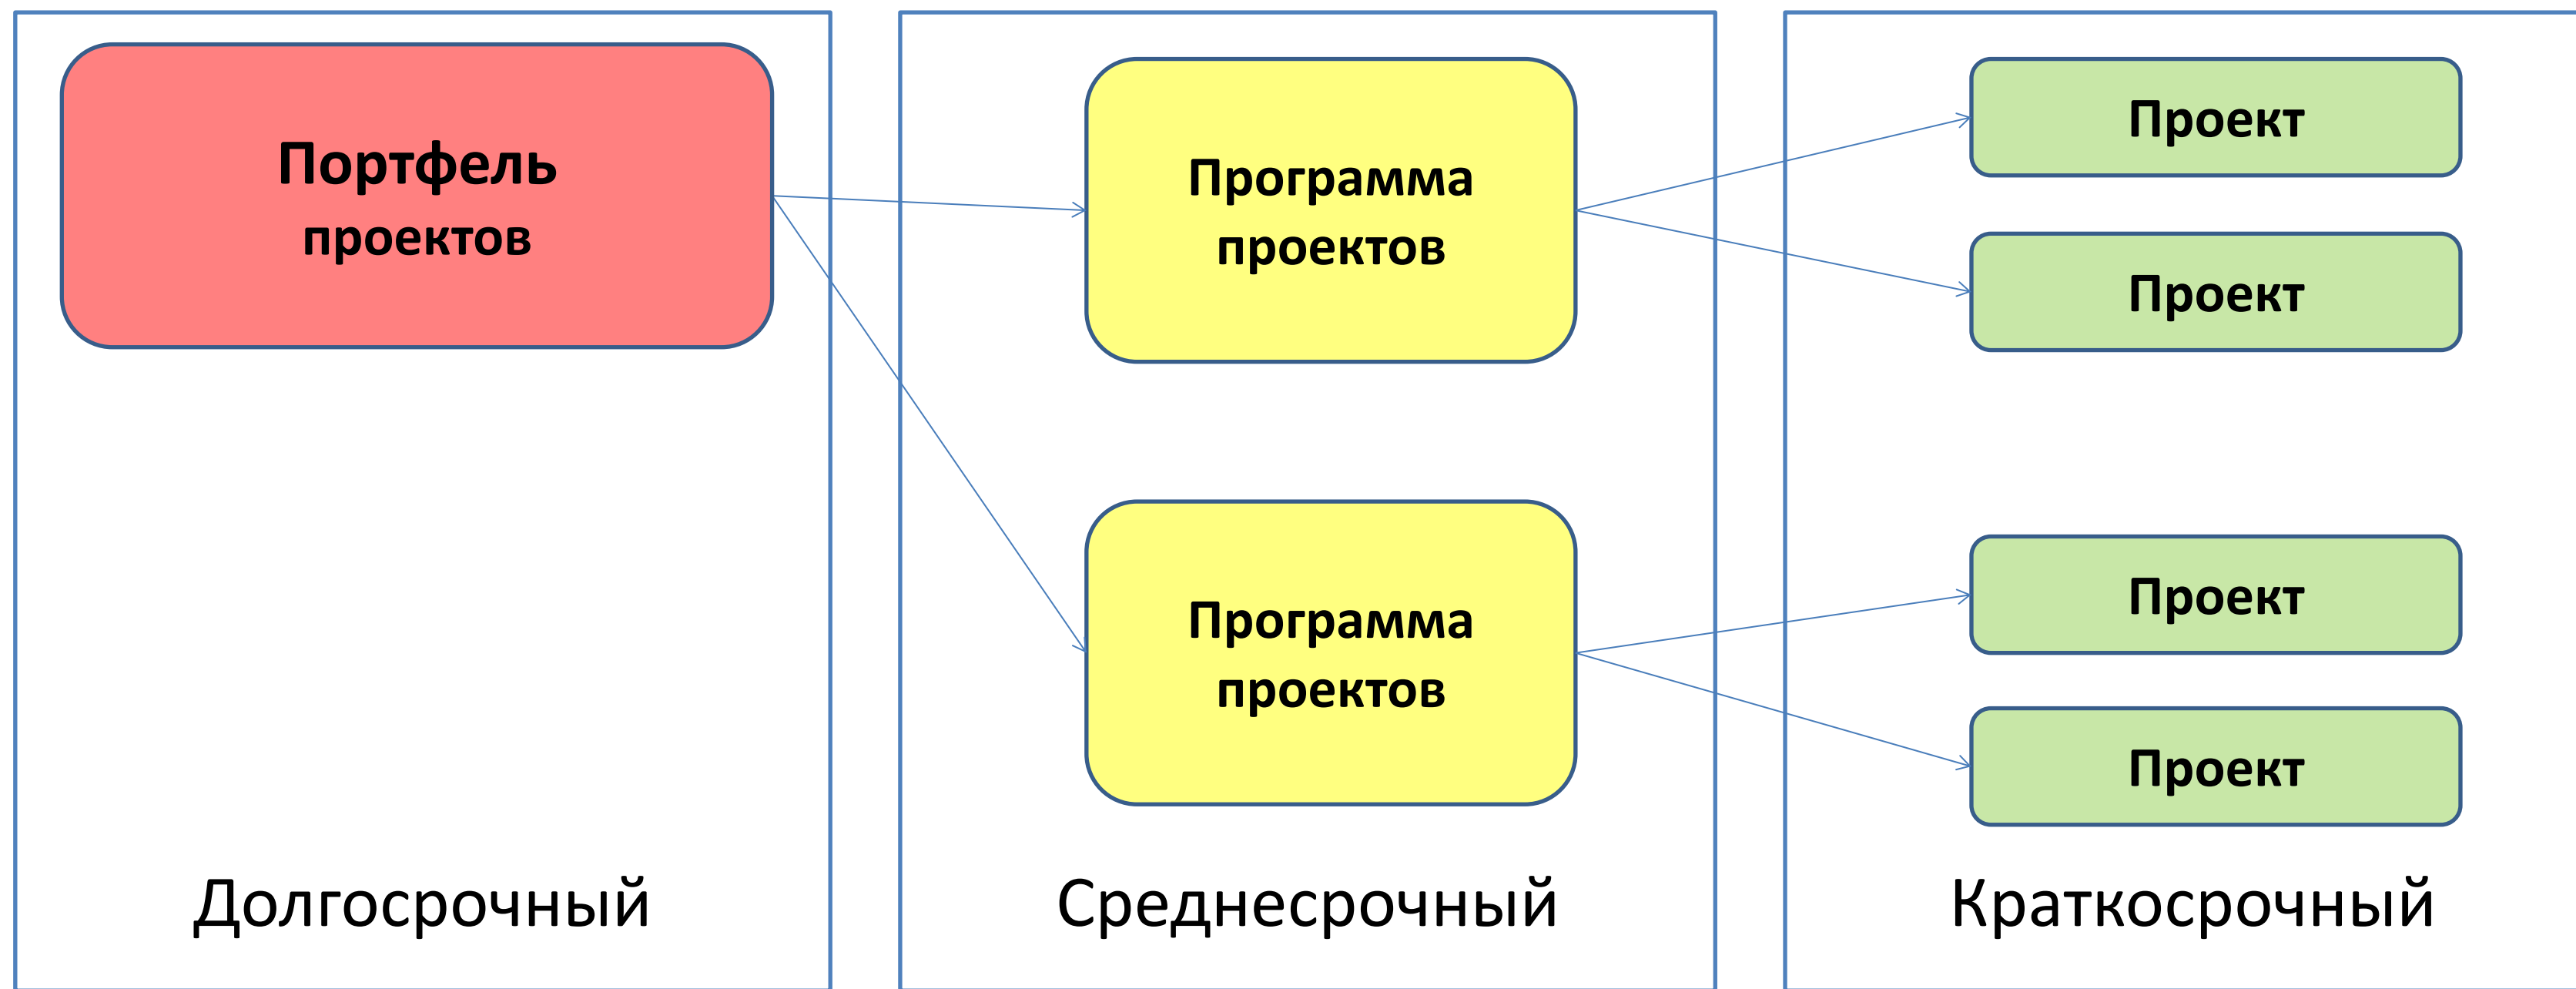 Портфель
проектов
Программа
проектов
Проект
Проект
Программа
проектов
Проект
Проект
Долгосрочный
Среднесрочный
Краткосрочный